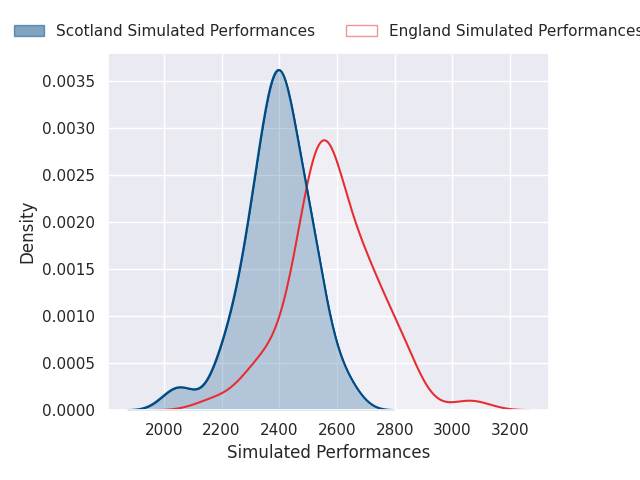 Scotland Simulated Performances England Simulated Performances
0.0035
0.0030
0.0025
0.0020
0.0015
0.0010
0.0005
0.0000
Density
2000 2200 2400 2600 2800 3000 3200
Simulated Performances